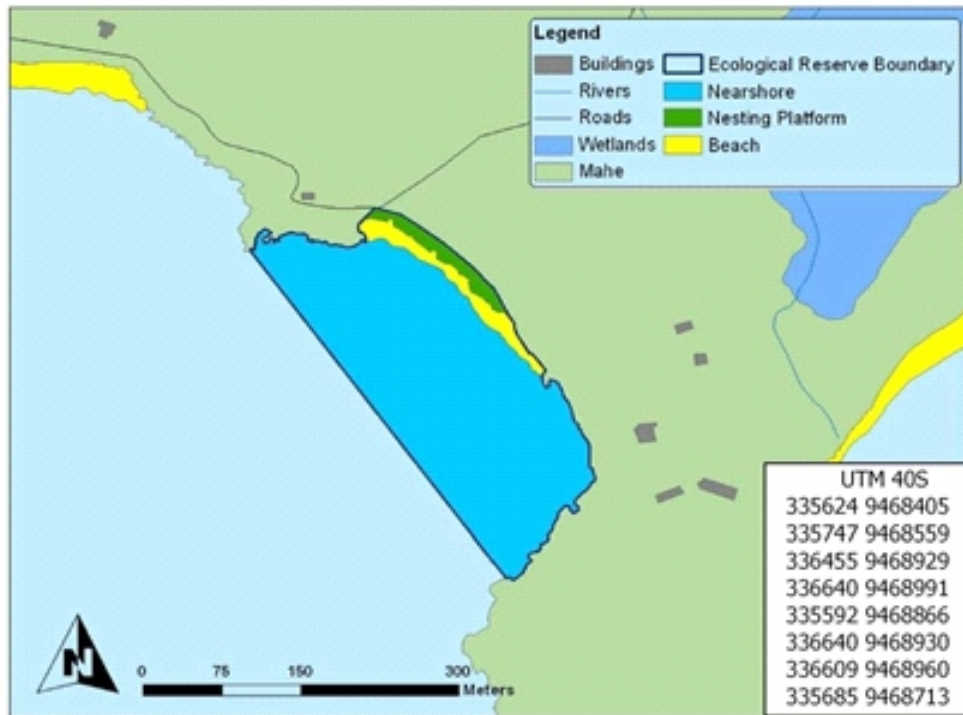 Legend
Buildings Ecological Reserve Boundary
Rivers Nearshore
Roads Nesting Platform
Wetlands Beach
Mahe
UTM 40S
335624 9468405
335747 9468559
336455 9468929
336640 9468991
335592 9468866
336640 9468930
336609 9468960
335685 9468713
N
0 75 150 300
Meters